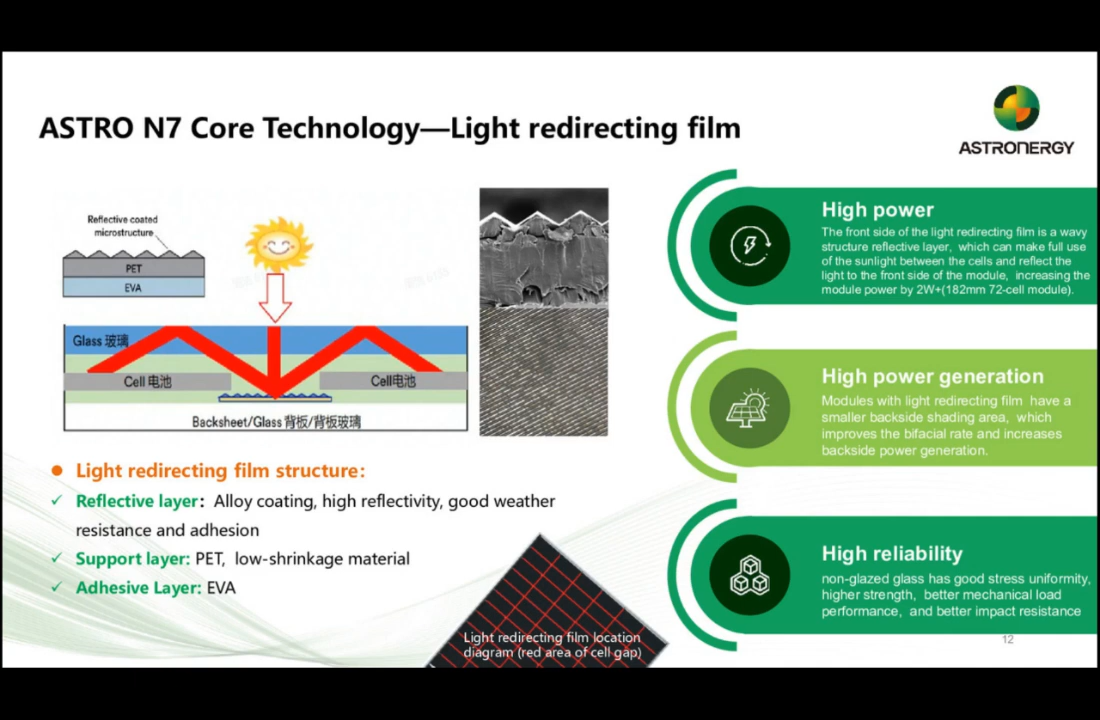 ASTRO N7 Core Technology—Light redirecting film
ASTRONERGY
Reflective coated
microstructure
PET
EVA
Glass 玻璃
Cell 电池
Cell电池
Backsheet/Glass 背板/背板玻璃
Light redirecting film structure:
Reflective layer: Alloy coating, high reflectivity, good weather
resistance and adhesion
Support layer: PET, low-shrinkage material
Adhesive Layer: EVA
Light redirecting film location
diagram (red area of cell gap)
High power
The front side of the light redirecting film is a wavy
structure reflective layer, which can make full use
of the sunlight between the cells and reflect the
light to the front side of the module, increasing the
module power by 2W+(182mm 72-cell module).
High power generation
Modules with light redirecting film have a
smaller backside shading area, which
improves the bifacial rate and increases
backside power generation.
High reliability
non-glazed glass has good stress uniformity,
higher strength, better mechanical load
performance, and better impact resistance
12